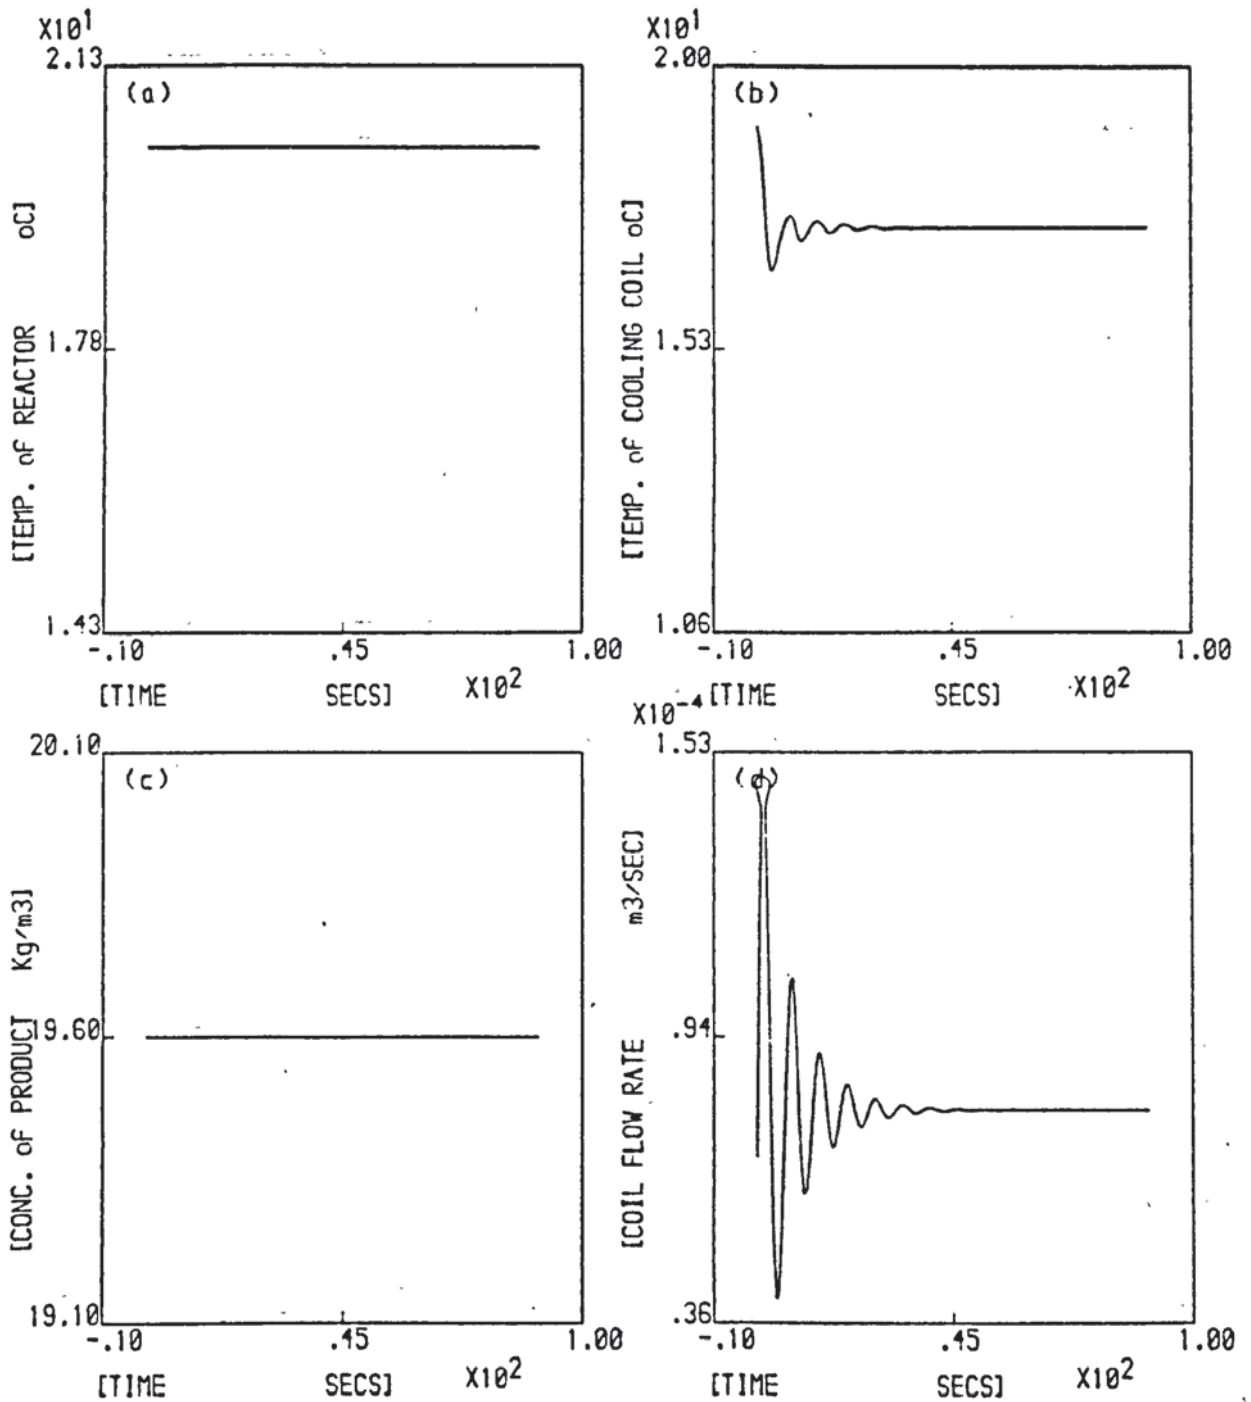 X10¹
2.13
(a)
[TEMP. of REACTOR oC]
1.78
1.43
-.10 .45 1.00
[TIME SECS] X10²
X10¹
2.00
(b)
[TEMP. of COOLING COIL oC]
1.53
1.06
-.10 .45 1.00
[TIME SECS] X10²
20.10
(c)
[CONC. of PRODUCT Kg/m3]
19.60
19.10
-.10 .45 1.00
[TIME SECS] X10²
X10⁻⁴
1.53
(d)
[COIL FLOW RATE m3/SEC]
.94
.36
-.10 .45 1.00
[TIME SECS] X10²